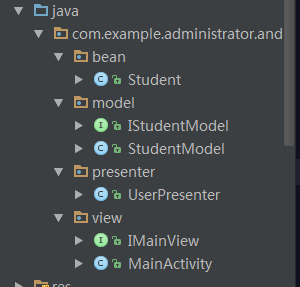 java
com.example.administrator.and
bean
C Student
model
I IStudentModel
C StudentModel
presenter
C UserPresenter
view
I IMainView
C MainActivity
res